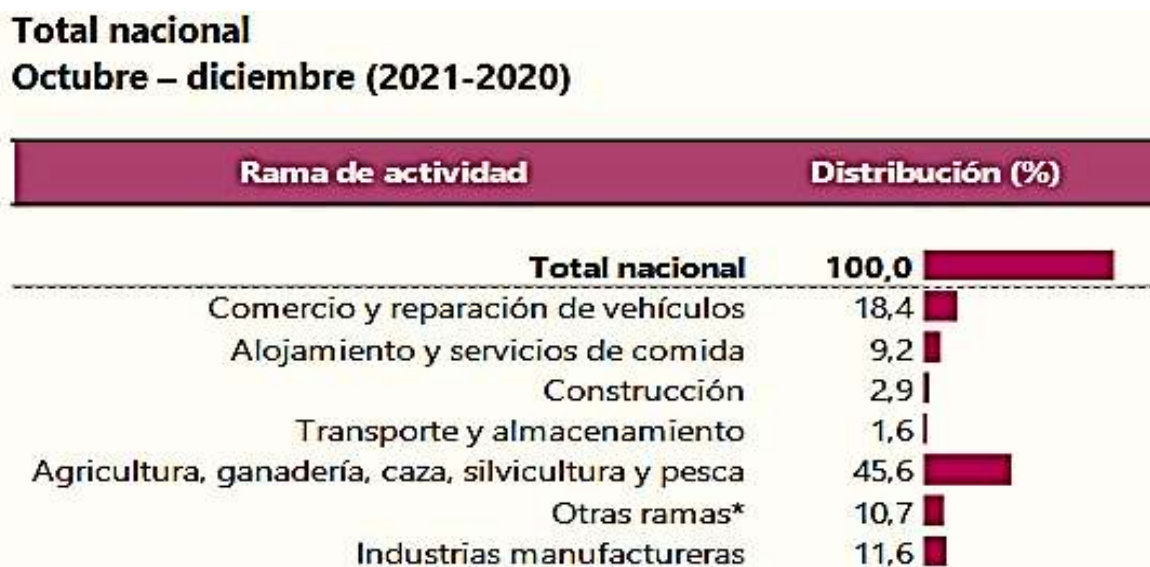 Total nacional
Octubre – diciembre (2021-2020)
Rama de actividad Distribución (%)
Total nacional 100,0
Comercio y reparación de vehículos 18,4
Alojamiento y servicios de comida 9,2
Construcción 2,9
Transporte y almacenamiento 1,6
Agricultura, ganadería, caza, silvicultura y pesca 45,6
Otras ramas* 10,7
Industrias manufactureras 11,6